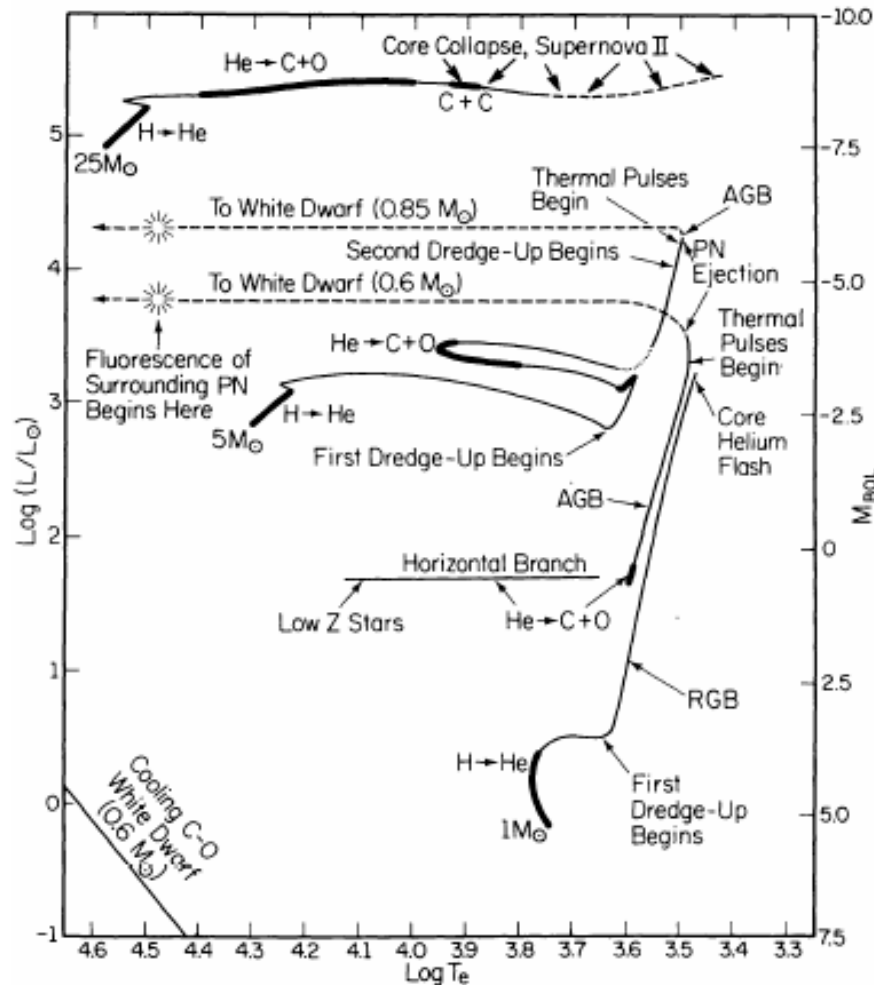 Core Collapse, Supernova II
He→C+O
C+C
H→He
25M☉
Thermal Pulses
Begin
AGB
To White Dwarf (0.85 M☉)
Second Dredge-Up Begins
PN
Ejection
To White Dwarf (0.6 M☉)
Thermal
Pulses
Begin
He→C+O
Fluorescence of
Surrounding PN
Begins Here
H→He
5M☉
First Dredge-Up Begins
Core
Helium
Flash
AGB
Horizontal Branch
Low Z Stars
He→C+O
RGB
H→He
First
Dredge-Up
Begins
1M☉
Cooling C-O
White Dwarf
(0.6 M☉)
Log (L/L☉)
5
4
3
2
1
0
-1
M BOL
-10.0
-7.5
-5.0
-2.5
0
2.5
5.0
7.5
4.6 4.5 4.4 4.3 4.2 4.1 4.0 3.9 3.8 3.7 3.6 3.5 3.4 3.3
Log Te